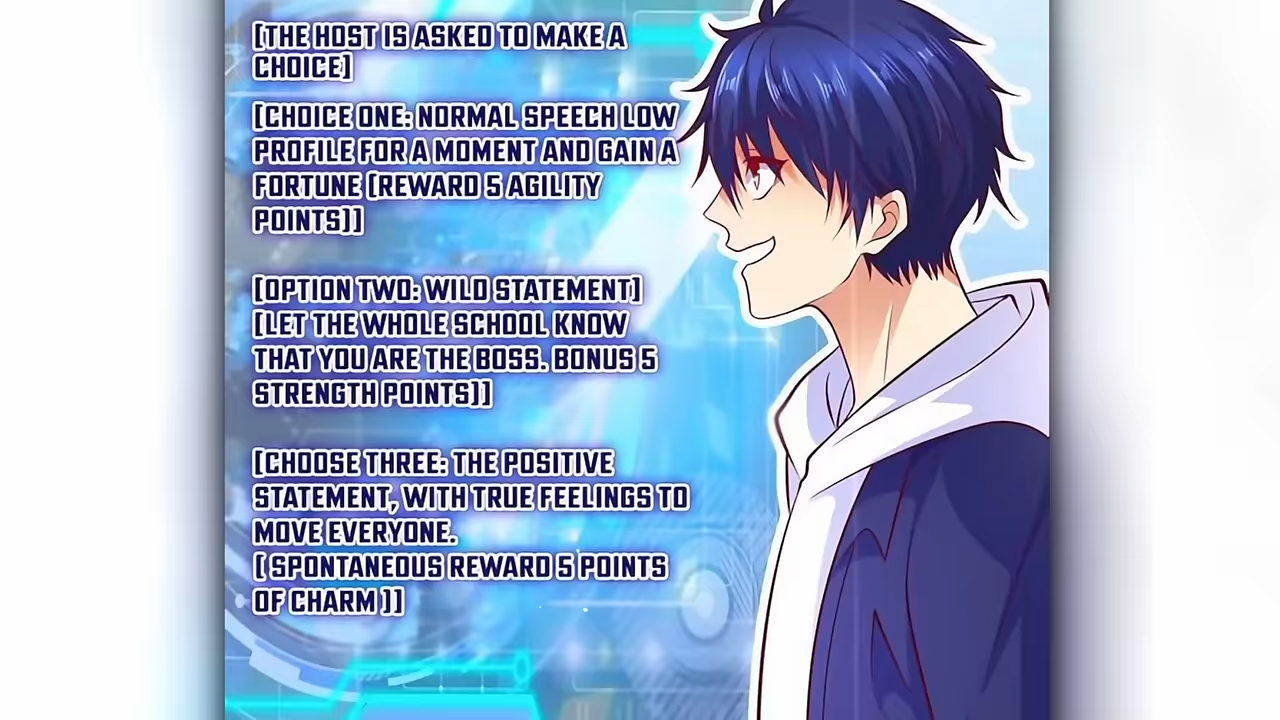 [THE HOST IS ASKED TO MAKE A
CHOICE]
[CHOICE ONE: NORMAL SPEECH LOW
PROFILE FOR A MOMENT AND GAIN A
FORTUNE [REWARD 5 AGILITY
POINTS]]
[OPTION TWO: WILD STATEMENT]
[LET THE WHOLE SCHOOL KNOW
THAT YOU ARE THE BOSS. BONUS 5
STRENGTH POINTS]]
[CHOOSE THREE: THE POSITIVE
STATEMENT, WITH TRUE FEELINGS TO
MOVE EVERYONE.
[ SPONTANEOUS REWARD 5 POINTS
OF CHARM ]]